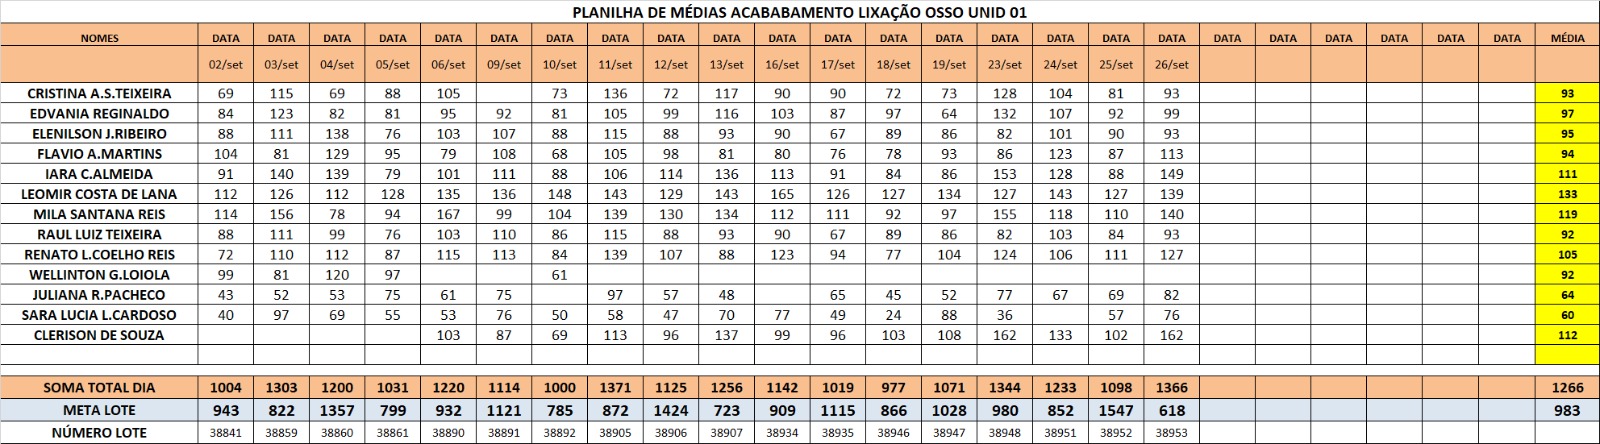 PLANILHA DE MÉDIAS ACABABAMENTO LIXAÇÃO OSSO UNID 01
NOMES DATA DATA DATA DATA DATA DATA DATA DATA DATA DATA DATA DATA DATA DATA DATA DATA DATA DATA DATA DATA DATA DATA DATA DATA MÉDIA
02/set 03/set 04/set 05/set 06/set 09/set 10/set 11/set 12/set 13/set 16/set 17/set 18/set 19/set 23/set 24/set 25/set 26/set
CRISTINA A.S.TEIXEIRA 69 115 69 88 105 73 136 72 117 90 90 72 73 128 104 81 93 93
EDVANIA REGINALDO 84 123 82 81 95 92 81 105 99 116 103 87 97 64 132 107 92 99 97
ELENILSON J.RIBEIRO 88 111 138 76 103 107 88 115 88 93 90 67 89 86 82 101 90 93 95
FLAVIO A.MARTINS 104 81 129 95 79 108 68 105 98 81 80 76 78 93 86 123 87 113 94
IARA C.ALMEIDA 91 140 139 79 101 111 88 106 114 136 113 91 84 86 153 128 88 149 111
LEOMIR COSTA DE LANA 112 126 112 128 135 136 148 143 129 143 165 126 127 134 127 143 127 139 133
MILA SANTANA REIS 114 156 78 94 167 99 104 139 130 134 112 111 92 97 155 118 110 140 119
RAUL LUIZ TEIXEIRA 88 111 99 76 103 110 86 115 88 93 90 67 89 86 82 103 84 93 92
RENATO L.COELHO REIS 72 110 112 87 115 113 84 139 107 88 123 94 77 104 124 106 111 127 105
WELLINTON G.LOIOLA 99 81 120 97 61 92
JULIANA R.PACHECO 43 52 53 75 61 75 97 57 48 65 45 52 77 67 69 82 64
SARA LUCIA L.CARDOSO 40 97 69 55 53 76 50 58 47 70 77 49 24 88 36 57 76 60
CLERISON DE SOUZA 103 87 69 113 96 137 99 96 103 108 162 133 102 162 112
SOMA TOTAL DIA 1004 1303 1200 1031 1220 1114 1000 1371 1125 1256 1142 1019 977 1071 1344 1233 1098 1366 1266
META LOTE 943 822 1357 799 932 1121 785 872 1424 723 909 1115 866 1028 980 852 1547 618 983
NÚMERO LOTE 38841 38859 38860 38861 38890 38891 38892 38905 38906 38907 38934 38935 38946 38947 38948 38951 38952 38953